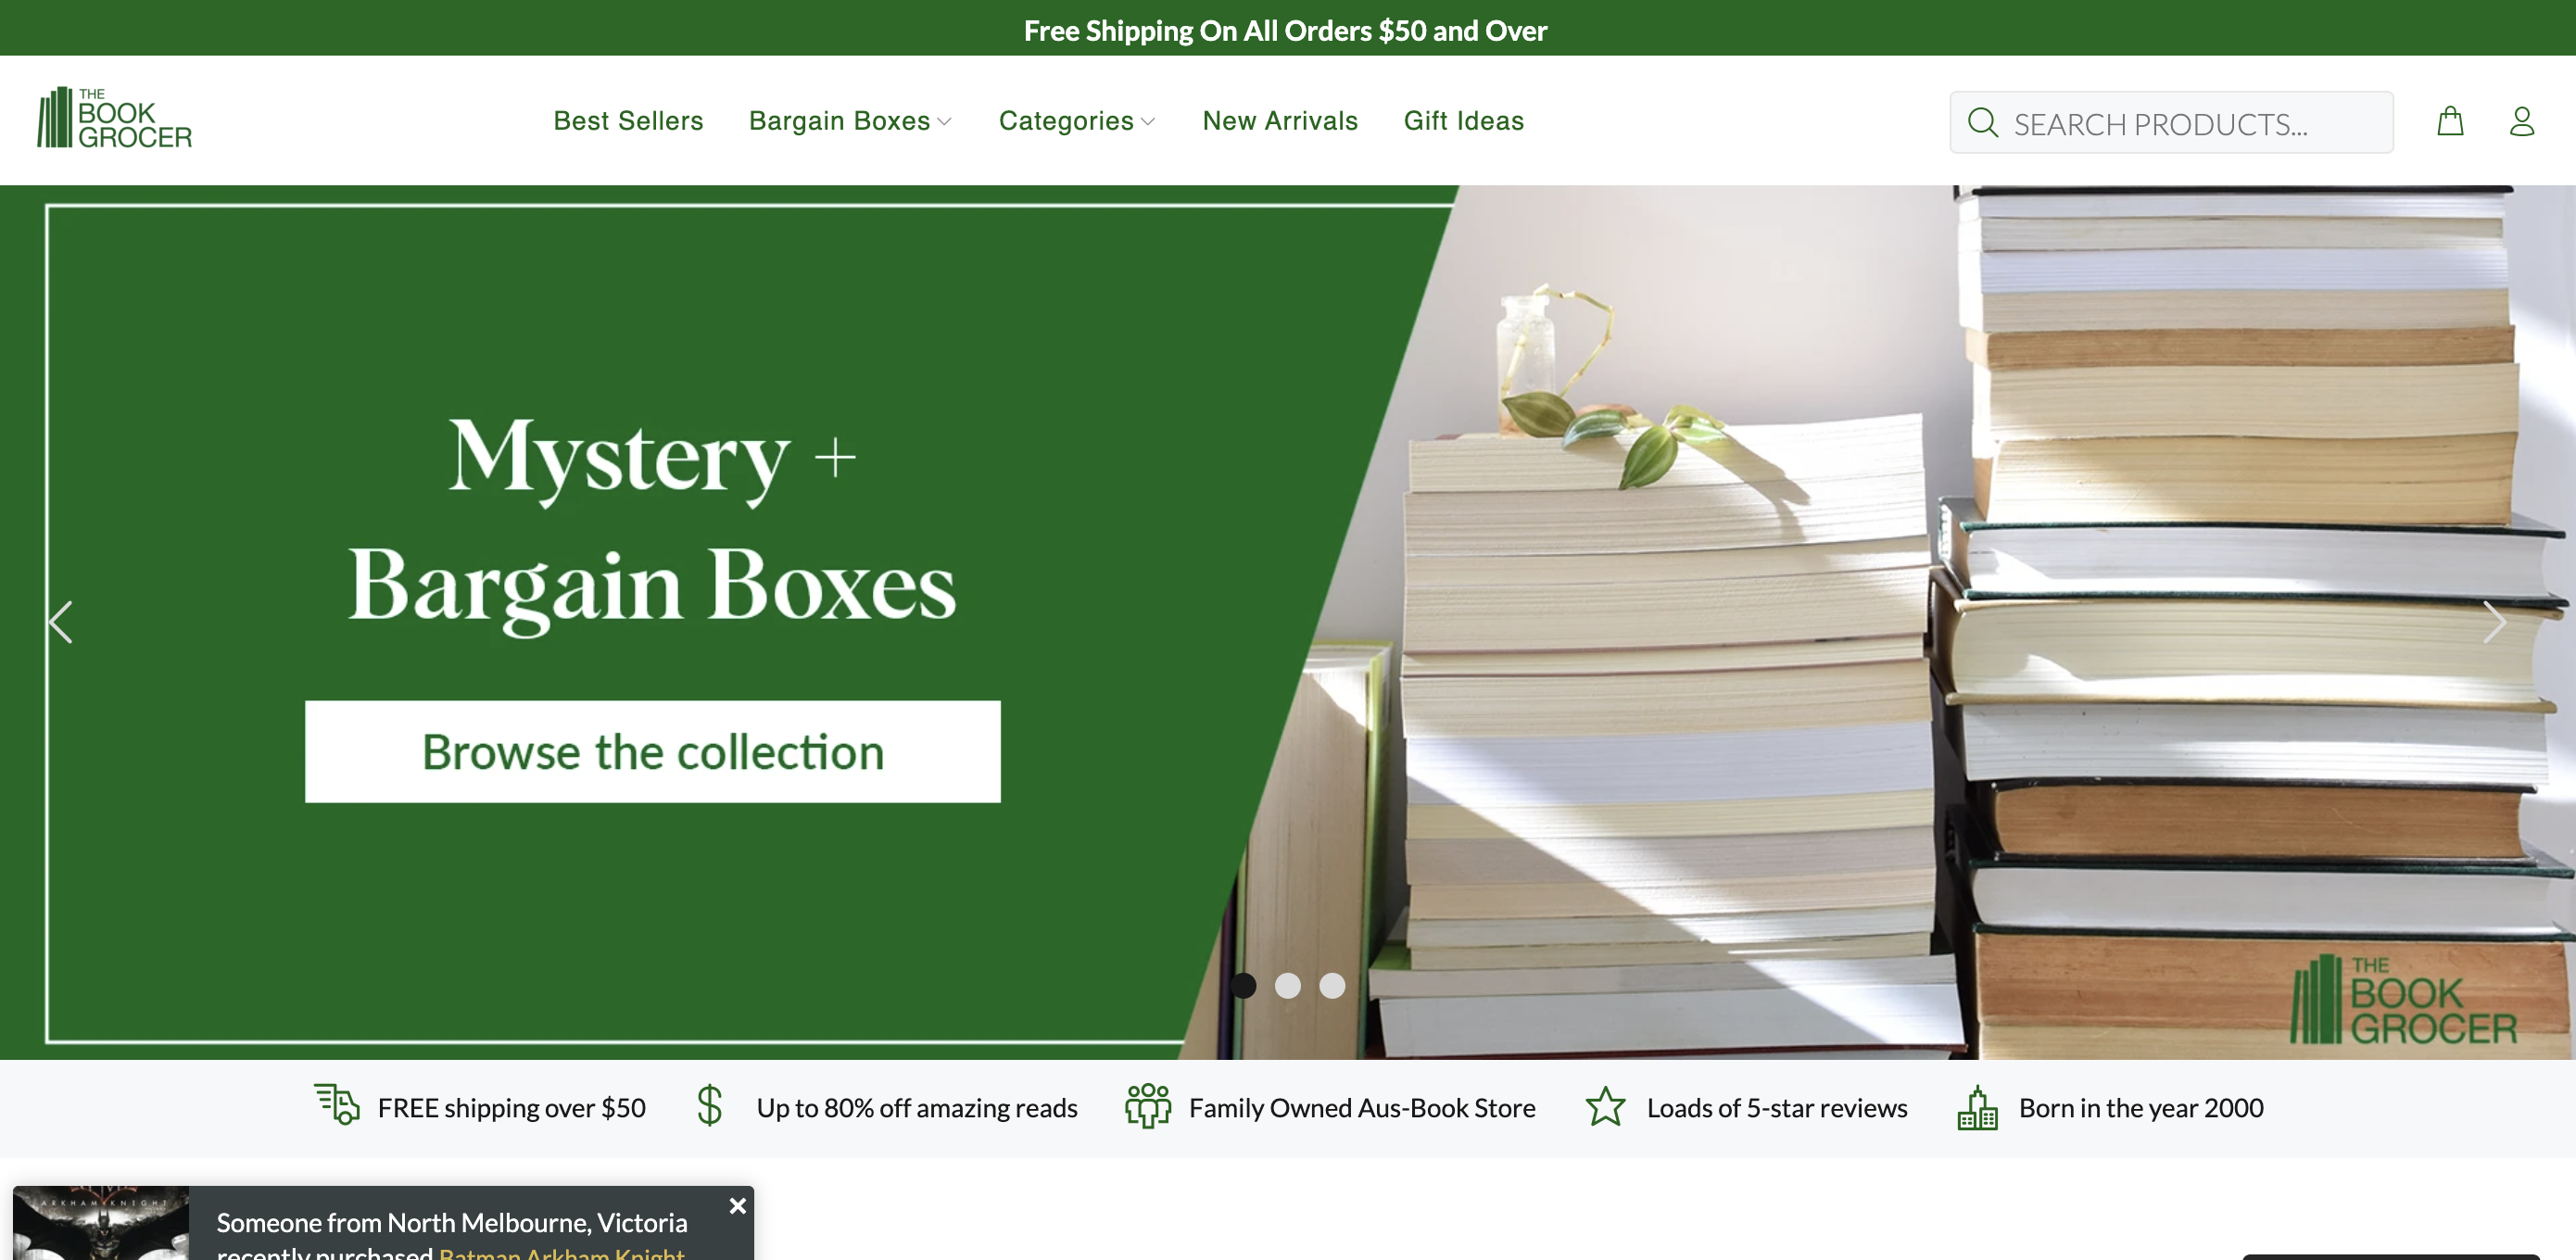 Free Shipping On All Orders $50 and Over
THE
BOOK
GROCER
Best Sellers
Bargain Boxes
Categories
New Arrivals
Gift Ideas
SEARCH PRODUCTS...
Mystery +
Bargain Boxes
Browse the collection
THE
BOOK
GROCER
FREE shipping over $50
Up to 80% off amazing reads
Family Owned Aus-Book Store
Loads of 5-star reviews
Born in the year 2000
ARKHAM KNIGHT
Someone from North Melbourne, Victoria
recently purchased Batman Arkham Knight